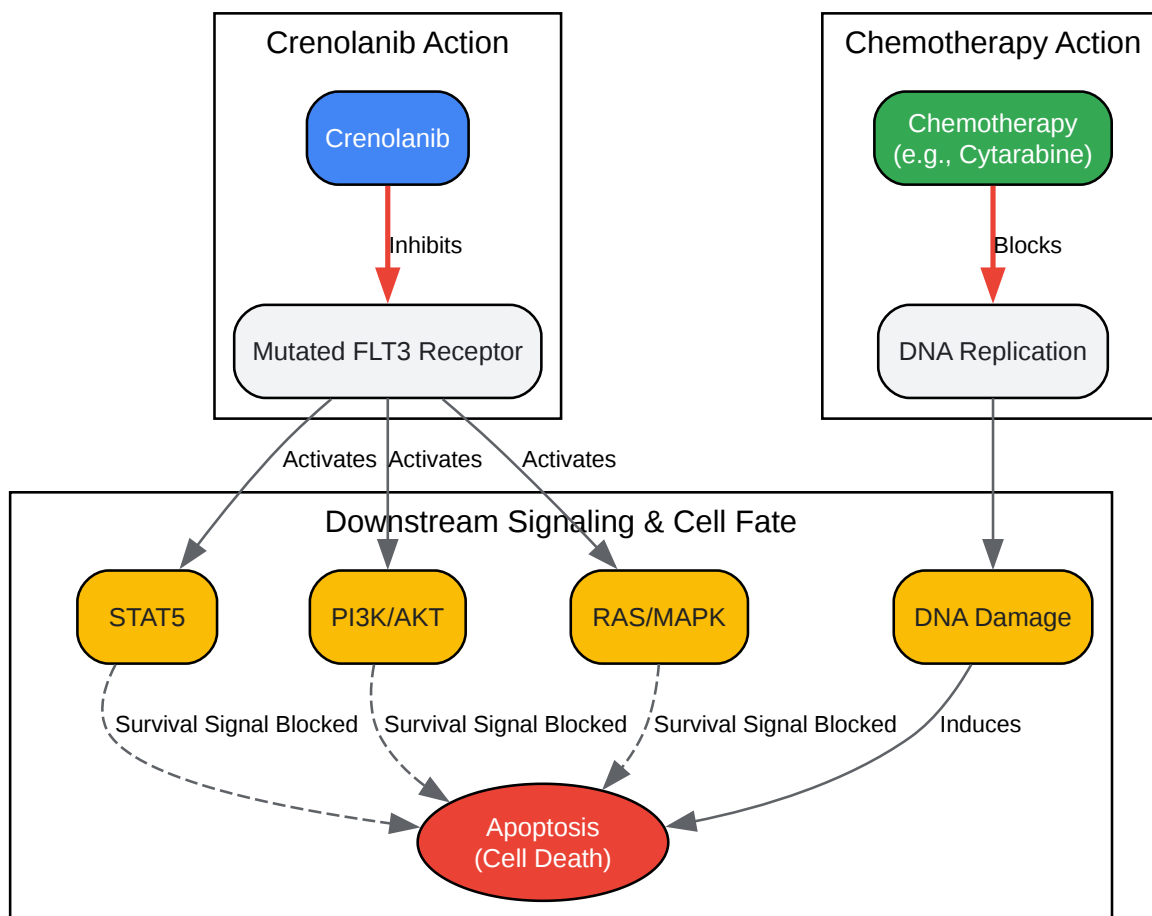 Crenolanib Action
Chemotherapy Action
Crenolanib
Chemotherapy
(e.g., Cytarabine)
Inhibits
Blocks
Mutated FLT3 Receptor
DNA Replication
Activates
Activates
Activates
Downstream Signaling & Cell Fate
STAT5
PI3K/AKT
RAS/MAPK
DNA Damage
Survival Signal Blocked
Survival Signal Blocked
Survival Signal Blocked
Induces
Apoptosis
(Cell Death)